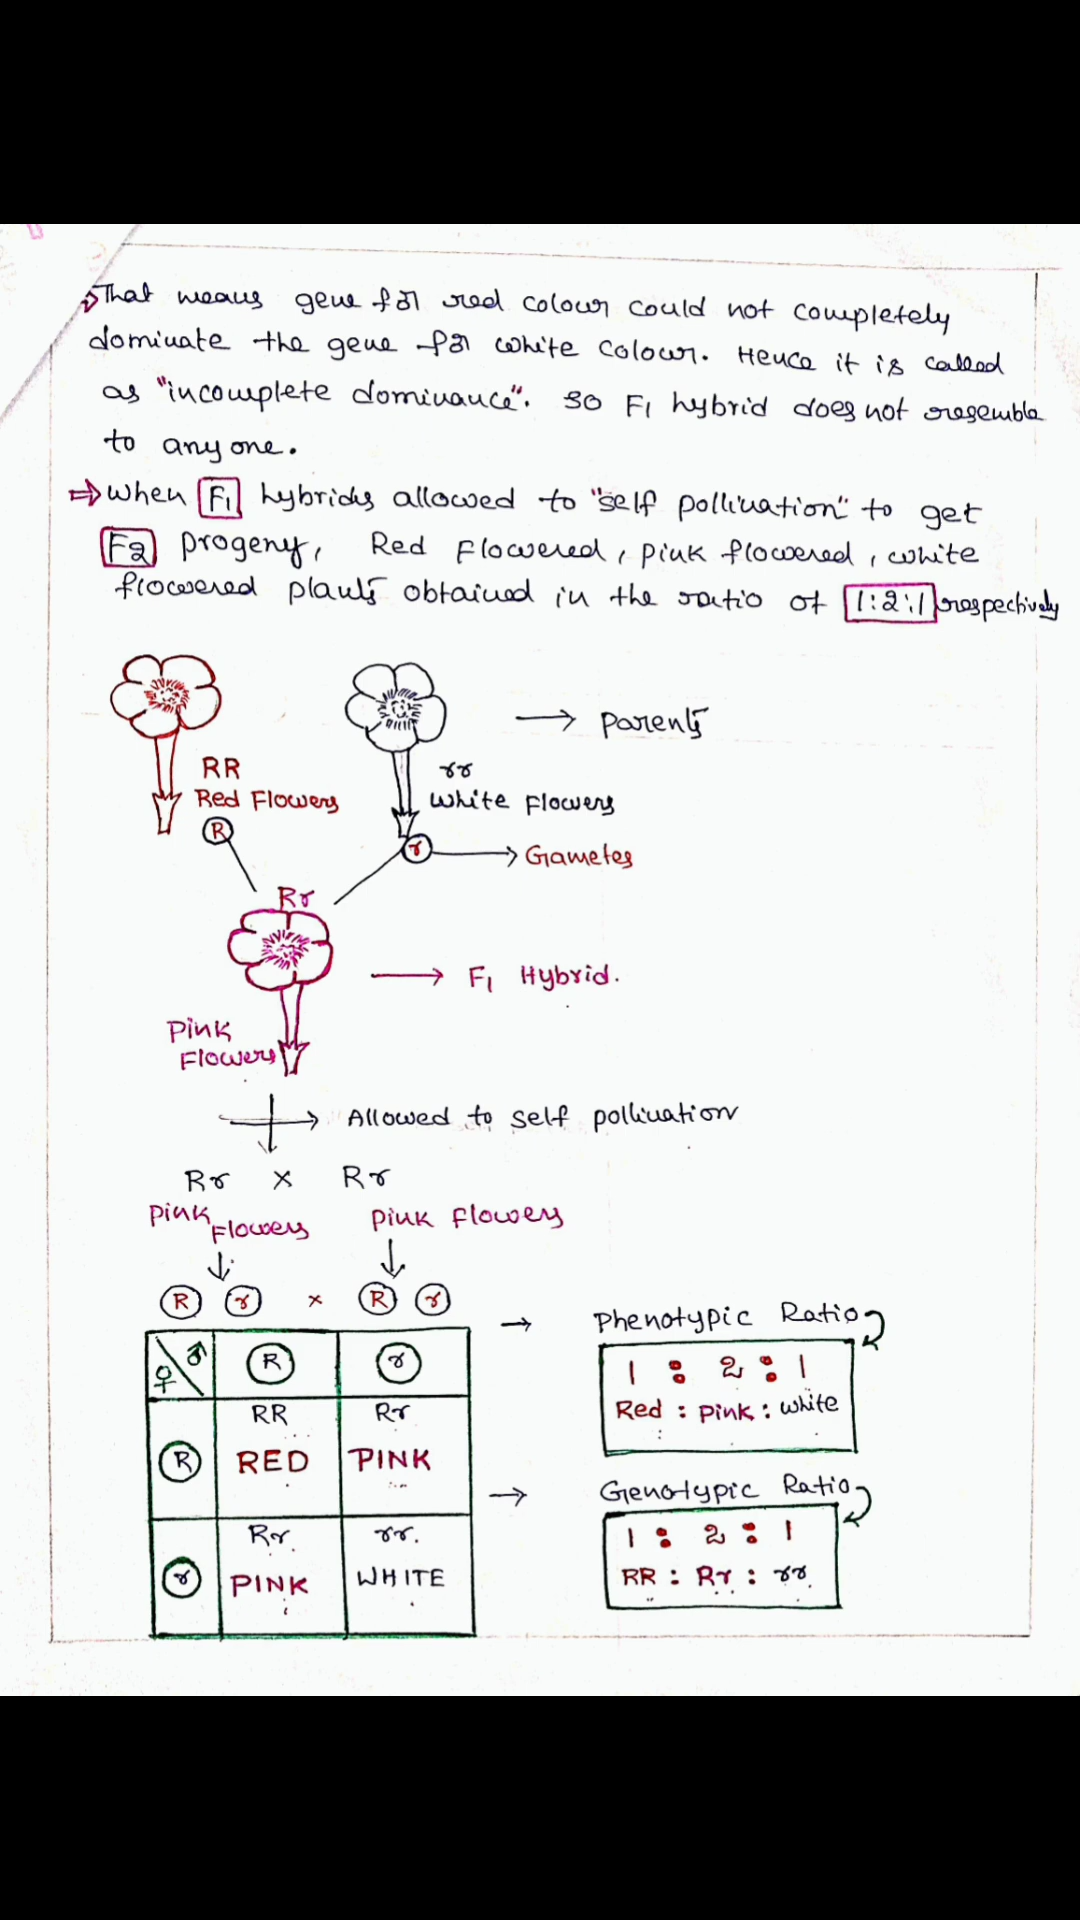 That means gene for red colour could not completely
dominate the gene for white colour. Hence it is called
as "incomplete dominance". so F1 hybrid does not resemble
to any one.
⇒ when F1 hybrids allowed to "self pollination" to get
F2 progeny, Red Flowered, pink flowered, white
flowered plants obtained in the ratio of 1:2:1 respectively
→ parents
RR
rr
Red Flowers
white Flowers
R
r → Gametes
Rr
→ F1 Hybrid.
Pink
Flowers
→ Allowed to self pollination
Rr x Rr
pink Flowers
pink flowers
R r x R r
→ Phenotypic Ratio
♀ ♂ R r
1 : 2 : 1
Red : pink : white
RR Rr
R RED PINK
→ Genotypic Ratio
1 : 2 : 1
RR : Rr : rr
Rr. rr.
r PINK WHITE